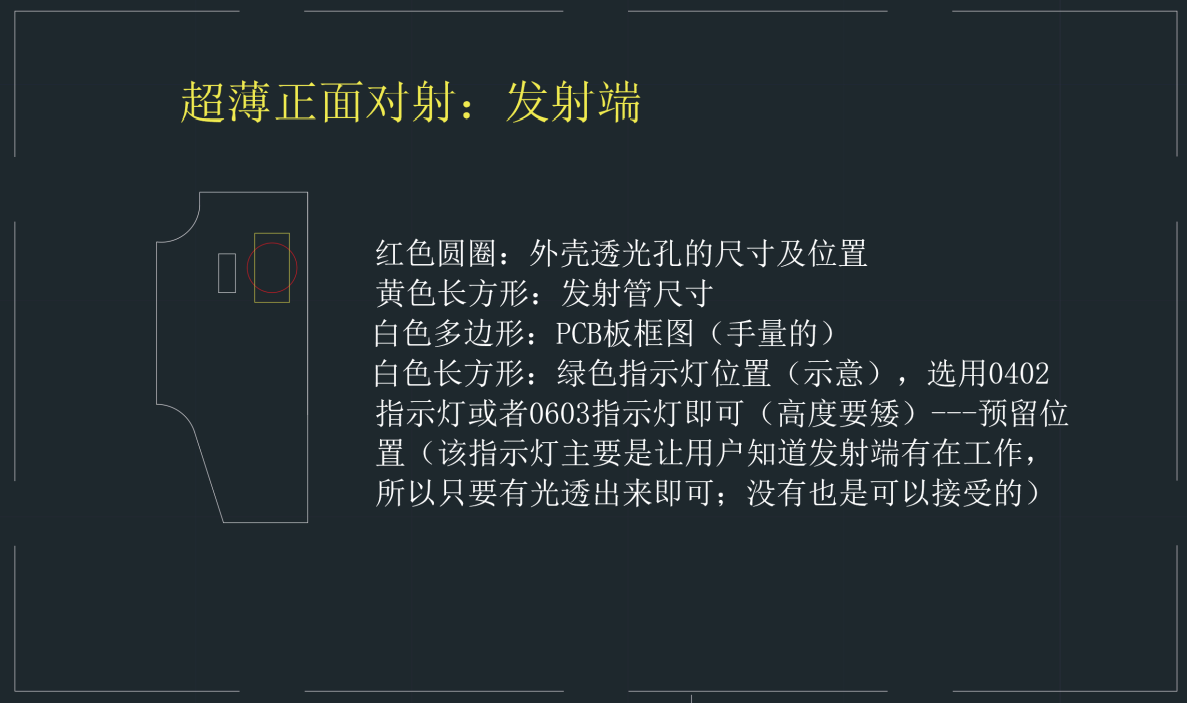 超薄正面对射：发射端
红色圆圈：外壳透光孔的尺寸及位置
黄色长方形：发射管尺寸
白色多边形：PCB板框图（手量的）
白色长方形：绿色指示灯位置（示意），选用0402
指示灯或者0603指示灯即可（高度要矮）---预留位
置（该指示灯主要是让用户知道发射端有在工作，
所以只要有光透出来即可；没有也是可以接受的）